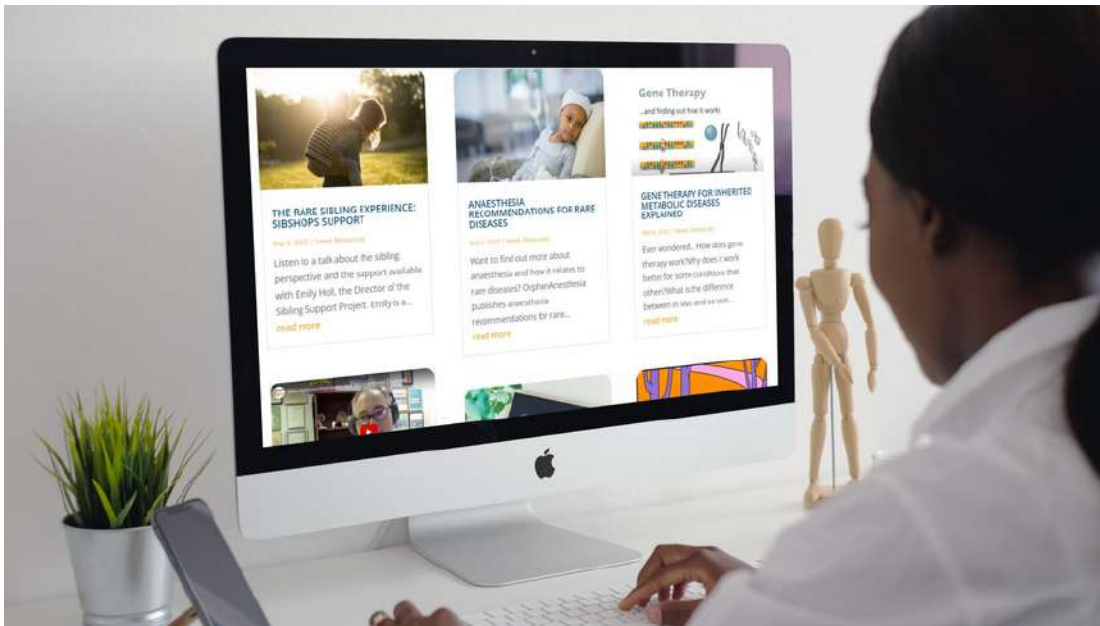 THE RARE SIBLING EXPERIENCE:
SIBSHOPS SUPPORT
Listen to a talk about the sibling
perspective and the support available
with Emily Holl, the Director of the
Sibling Support Project. Emily is a...
read more
ANAESTHESIA
RECOMMENDATIONS FOR RARE
DISEASES
Want to find out more about
anaesthesia and how it relates to
rare diseases? OrphanAnesthesia
publishes anaesthesia
recommendations for rare...
read more
Gene Therapy
...and finding out how it works
GENE THERAPY FOR INHERITED
METABOLIC DISEASES
EXPLAINED
Ever wondered... How does gene
therapy work?Why does it work
better for some conditions that
others?What is the difference
between in vivo and ex vivo...
read more